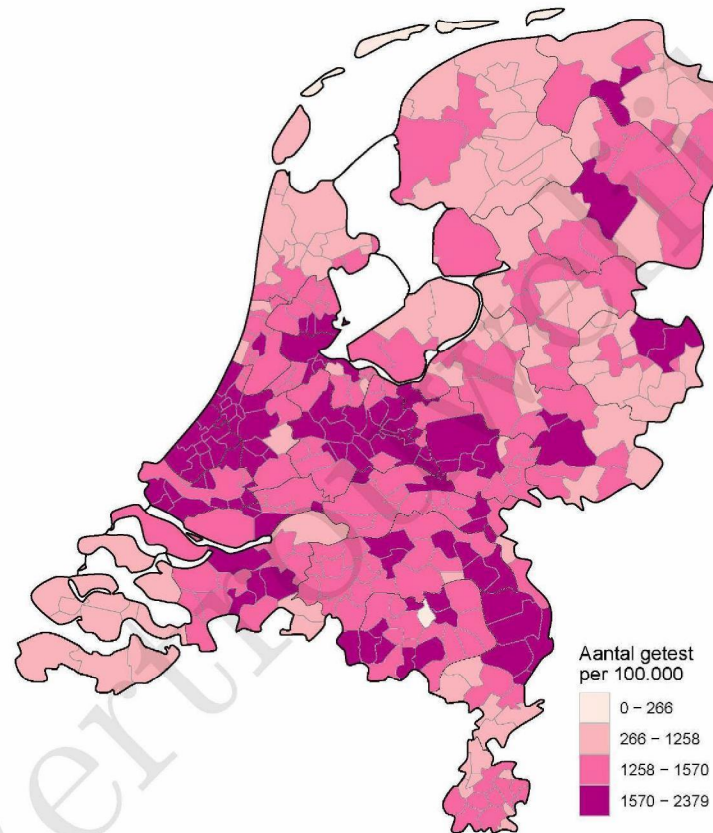 Aantal getest
per 100.000
0 – 266
266 – 1258
1258 – 1570
1570 – 2379